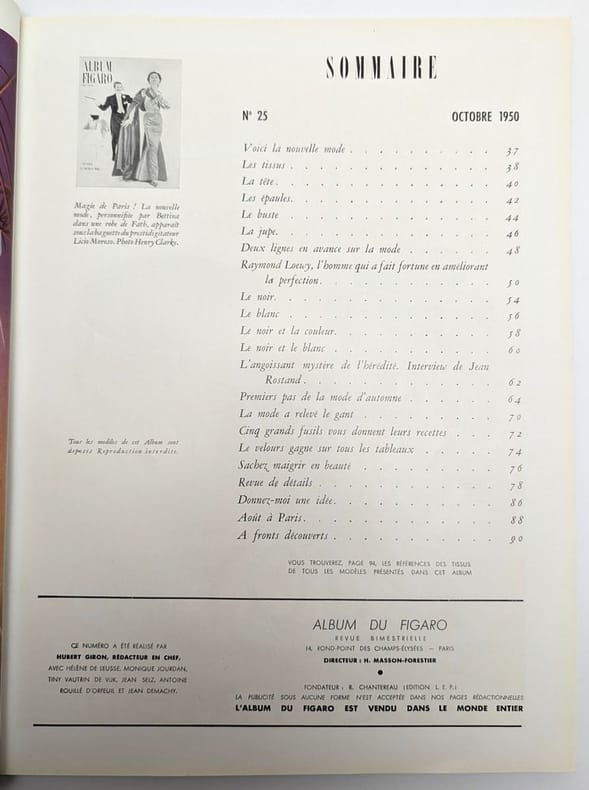 ALBUM
FIGARO
SOMMAIRE
Nº 25 OCTOBRE 1950
Voici la nouvelle mode . . . . . . . . . 37
Les tissus . . . . . . . . . . . . 38
La tête. . . . . . . . . . . . . 40
Les épaules. . . . . . . . . . . . 42
Le buste . . . . . . . . . . . . 44
La jupe. . . . . . . . . . . . . 46
Deux lignes en avance sur la mode . . . . . . 48
Raymond Loewy, l'homme qui a fait fortune en améliorant
la perfection. . . . . . . . . . . 50
Le noir. . . . . . . . . . . . . 54
Le blanc . . . . . . . . . . . . 56
Le noir et la couleur. . . . . . . . . . 58
Le noir et le blanc . . . . . . . . . . 60
L'angoissant mystère de l'hérédité. Interview de Jean
Rostand . . . . . . . . . . . . 62
Premiers pas de la mode d'automne . . . . . . 64
La mode a relevé le gant . . . . . . . . 70
Cinq grands fusils vous donnent leurs recettes . . . 72
Le velours gagne sur tous les tableaux . . . . . 74
Sachez maigrir en beauté . . . . . . . . 76
Revue de détails . . . . . . . . . . . 78
Donnez-moi une idée. . . . . . . . . . 86
Août à Paris. . . . . . . . . . . . 88
A fronts découverts . . . . . . . . . . 90
Magie de Paris ! La nouvelle
mode, personnifiée par Bettina
dans une robe de Fath, apparaît
sous la baguette du prestidigitateur
Licio Moroso. Photo Henry Clarke.
Tous les modèles de cet Album sont
deposés Reproduction interdite.
VOUS TROUVEREZ, PAGE 94, LES RÉFÉRENCES DES TISSUS
DE TOUS LES MODÈLES PRÉSENTÉS DANS CET ALBUM
CE NUMÉRO A ÉTÉ RÉALISÉ PAR
HUBERT GIRON, RÉDACTEUR EN CHEF,
AVEC HÉLÈNE DE LEUSSE, MONIQUE JOURDAN,
TINY VAUTRIN DE VIJK, JEAN SELZ, ANTOINE
ROUILLÉ D'ORFEUIL ET JEAN DEMACHY.
ALBUM DU FIGARO
REVUE BIMESTRIELLE
14, ROND-POINT DES CHAMPS-ÉLYSÉES — PARIS
DIRECTEUR : H. MASSON-FORESTIER
FONDATEUR : R. CHANTEREAU (EDITION L. E. P.)
LA PUBLICITÉ SOUS AUCUNE FORME N'EST ACCEPTÉE DANS NOS PAGES RÉDACTIONNELLES
L'ALBUM DU FIGARO EST VENDU DANS LE MONDE ENTIER